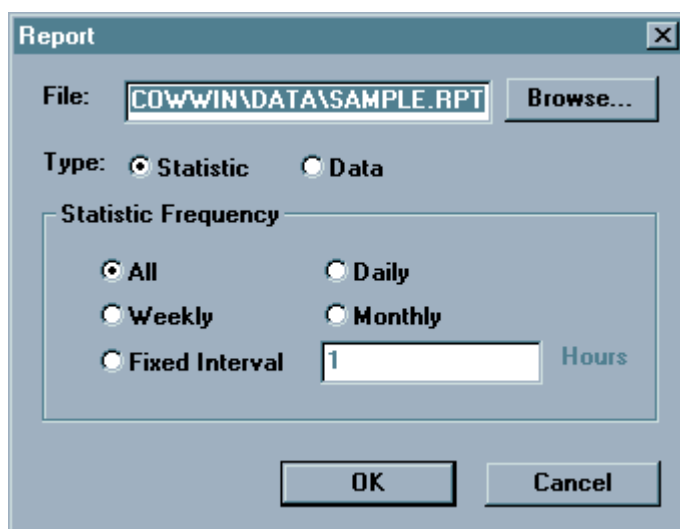 Report
File: COWWIN\DATA\SAMPLE.RPT Browse...
Type: Statistic Data
Statistic Frequency
All Daily
Weekly Monthly
Fixed Interval 1 Hours
OK Cancel